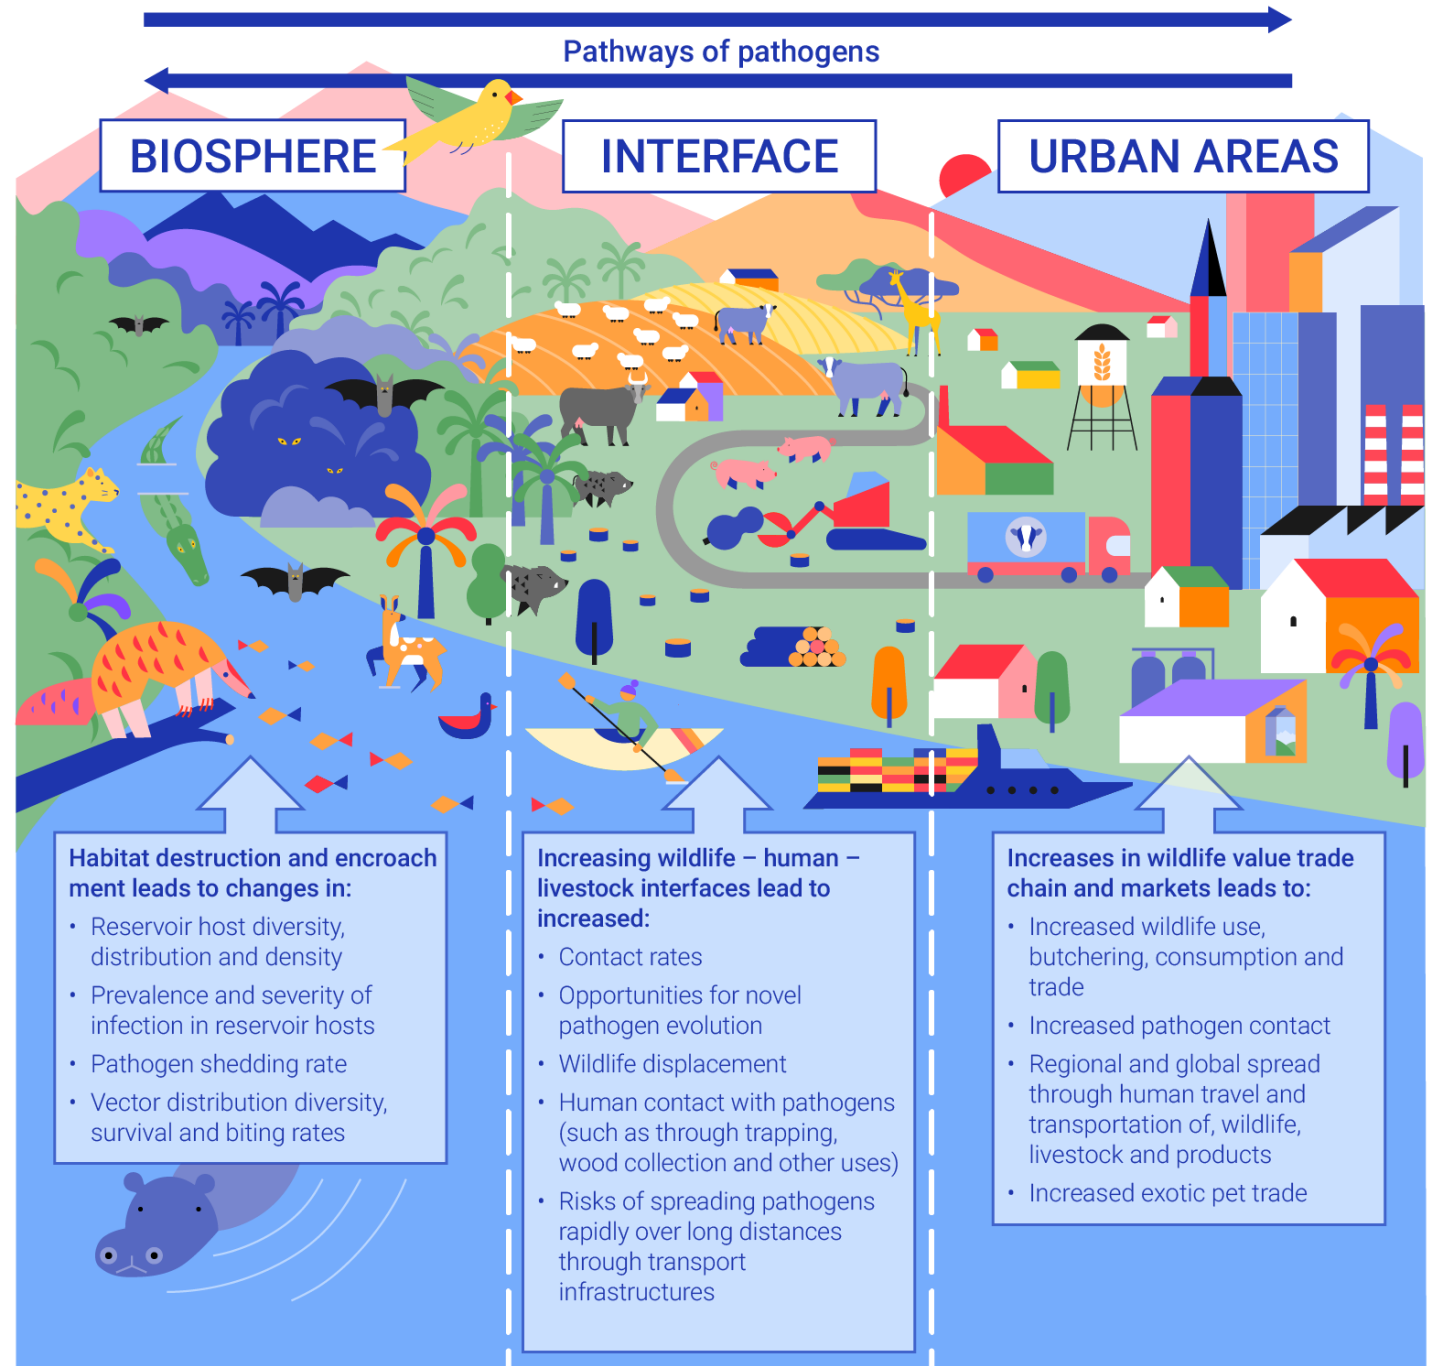 Pathways of pathogens
BIOSPHERE
INTERFACE
URBAN AREAS
Habitat destruction and encroach
ment leads to changes in:
• Reservoir host diversity,
distribution and density
• Prevalence and severity of
infection in reservoir hosts
• Pathogen shedding rate
• Vector distribution diversity,
survival and biting rates
Increasing wildlife – human –
livestock interfaces lead to
increased:
• Contact rates
• Opportunities for novel
pathogen evolution
• Wildlife displacement
• Human contact with pathogens
(such as through trapping,
wood collection and other uses)
• Risks of spreading pathogens
rapidly over long distances
through transport
infrastructures
Increases in wildlife value trade
chain and markets leads to:
• Increased wildlife use,
butchering, consumption and
trade
• Increased pathogen contact
• Regional and global spread
through human travel and
transportation of, wildlife,
livestock and products
• Increased exotic pet trade